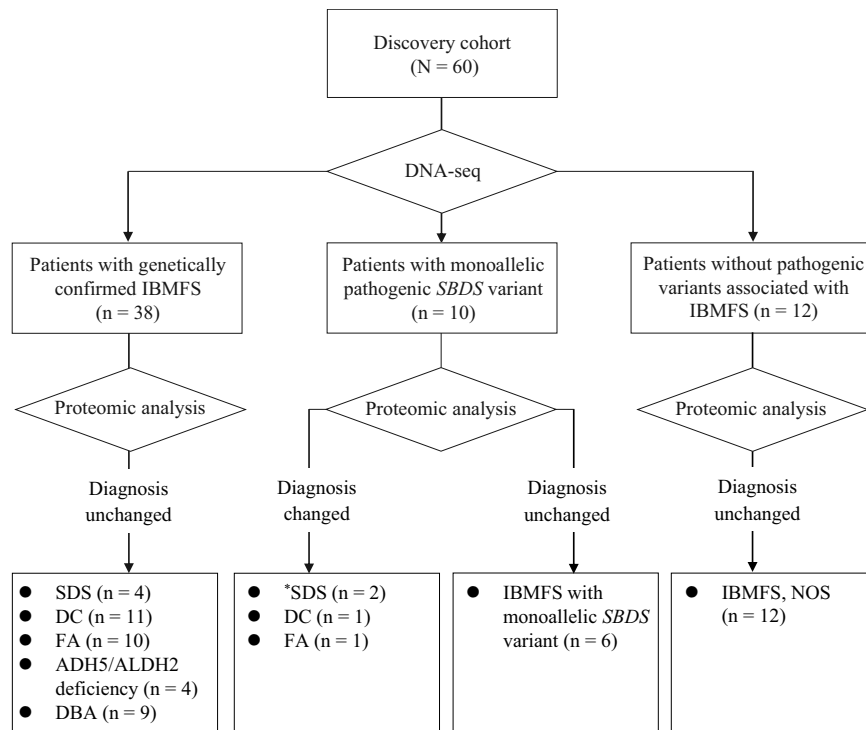 Discovery cohort
(N = 60)
DNA-seq
Patients with genetically
confirmed IBMFS
(n = 38)
Patients with monoallelic
pathogenic SBDS variant
(n = 10)
Patients without pathogenic
variants associated with
IBMFS (n = 12)
Proteomic analysis
Proteomic analysis
Proteomic analysis
Diagnosis
unchanged
Diagnosis
changed
Diagnosis
unchanged
Diagnosis
unchanged
● SDS (n = 4)
● DC (n = 11)
● FA (n = 10)
● ADH5/ALDH2
deficiency (n = 4)
● DBA (n = 9)
● *SDS (n = 2)
● DC (n = 1)
● FA (n = 1)
● IBMFS with
monoallelic SBDS
variant (n = 6)
● IBMFS, NOS
(n = 12)